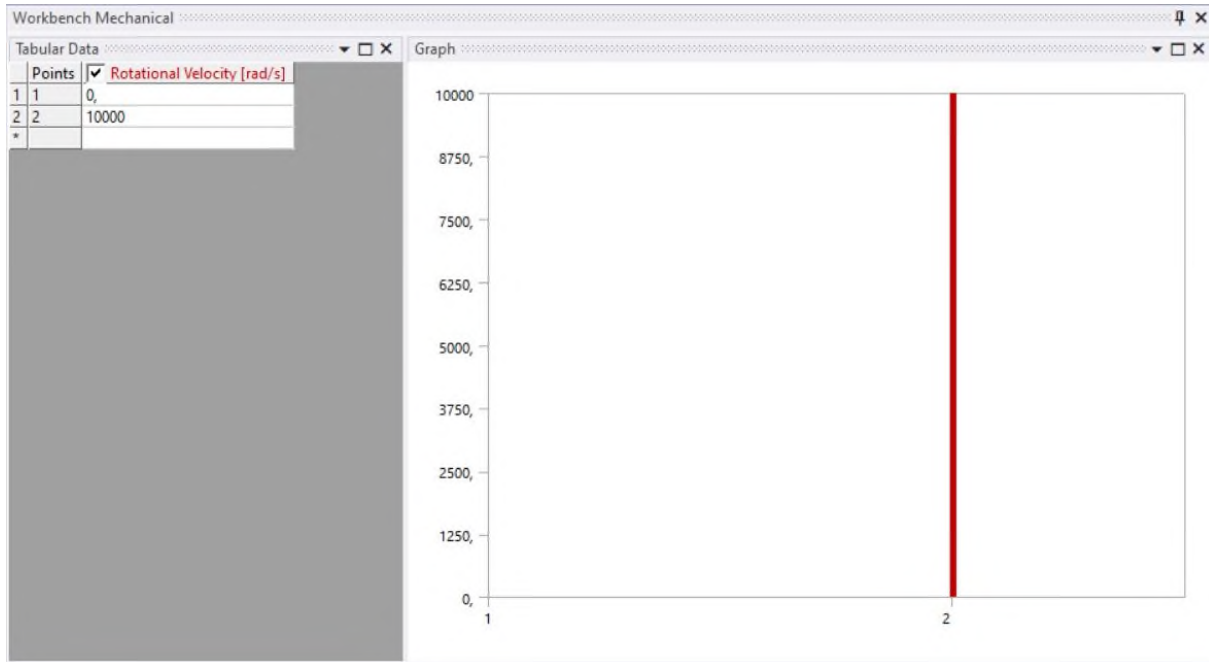 Workbench Mechanical
Tabular Data
Points Rotational Velocity [rad/s]
1 1 0,
2 2 10000
*
Graph
10000
8750,
7500,
6250,
5000,
3750,
2500,
1250,
0,
1 2